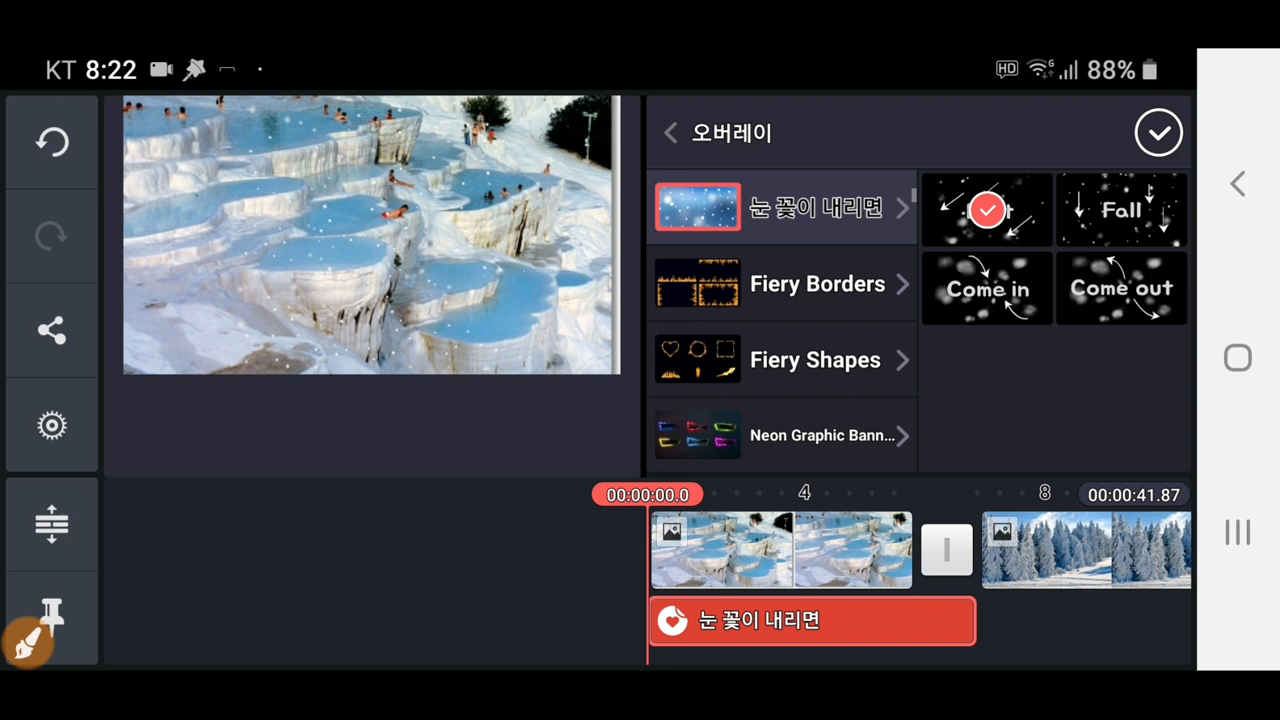 KT 8:22
HD 6 88%
오버레이
눈 꽃이 내리면
Fall
Fiery Borders
Come in
Come out
Fiery Shapes
Neon Graphic Bann...
00:00:00.0
4
8
00:00:41.87
눈 꽃이 내리면